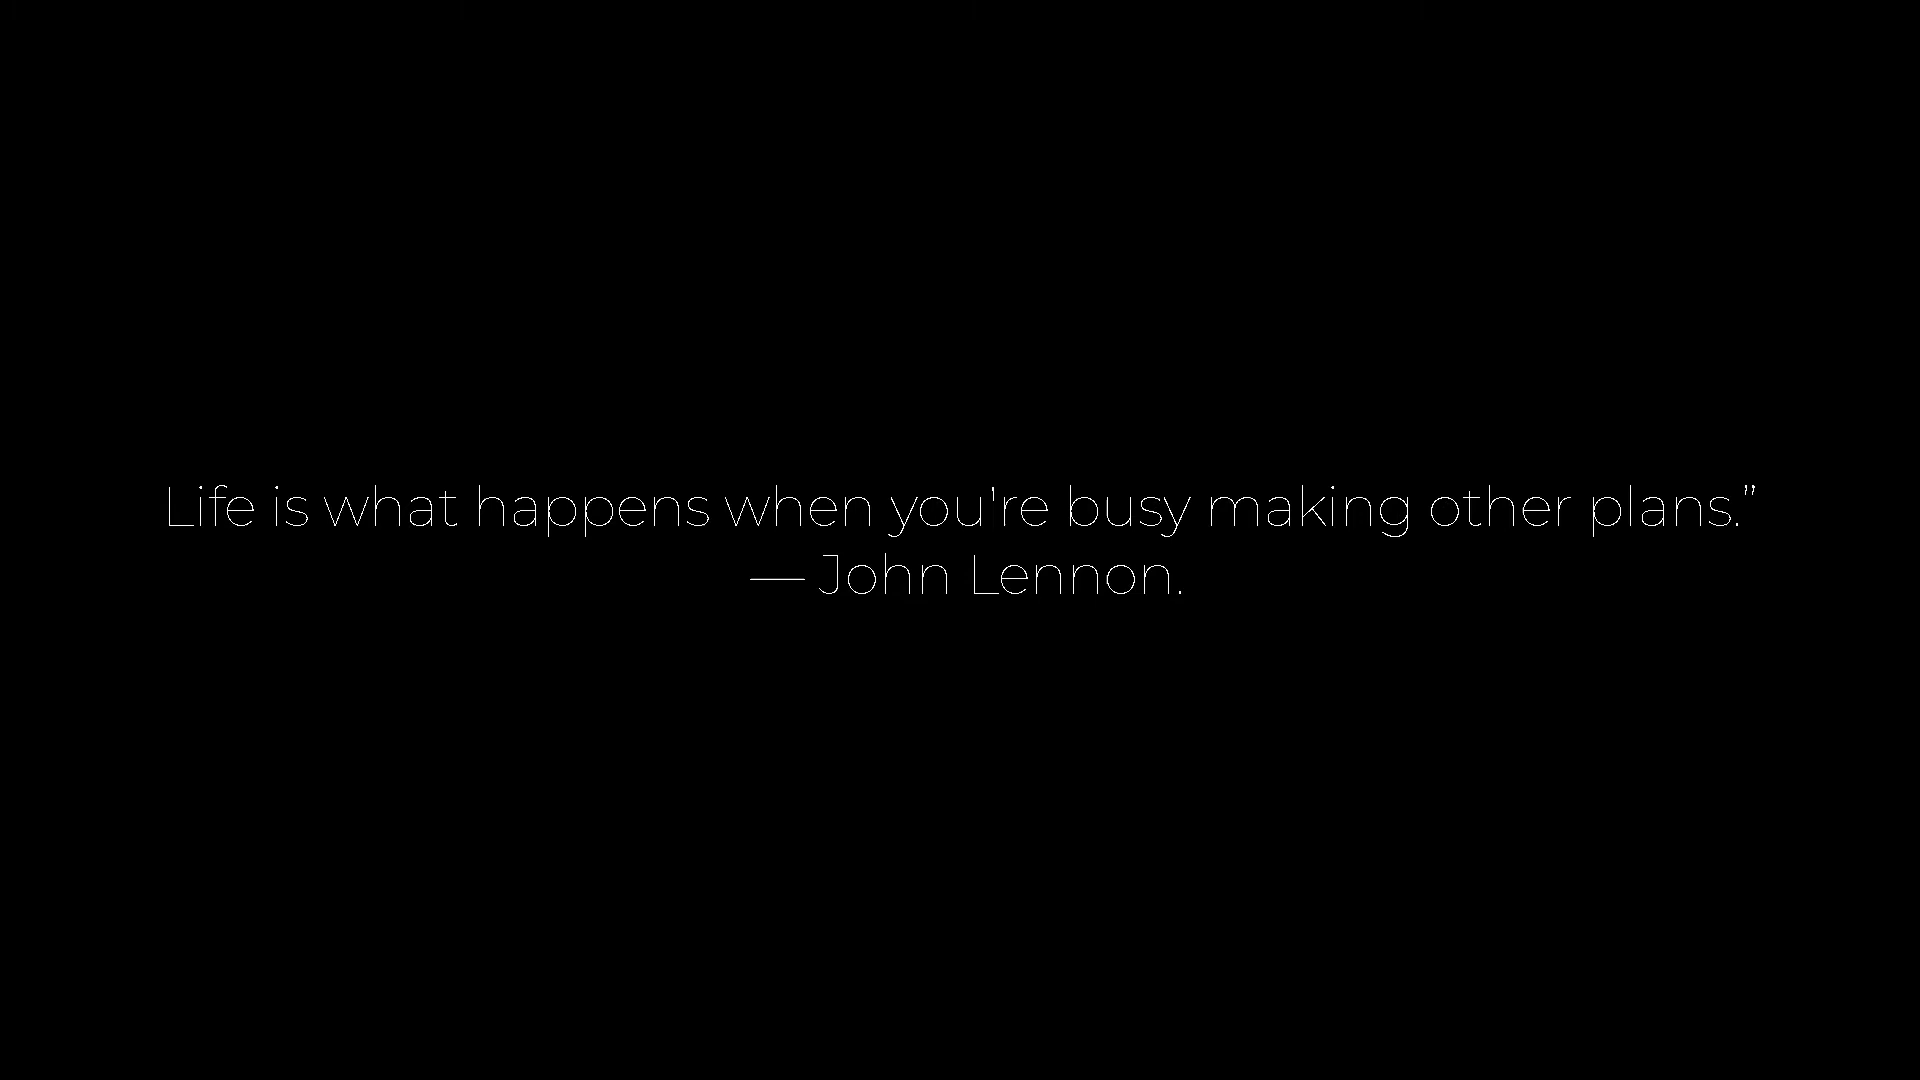 Life is what happens when you're busy making other plans.”
— John Lennon.